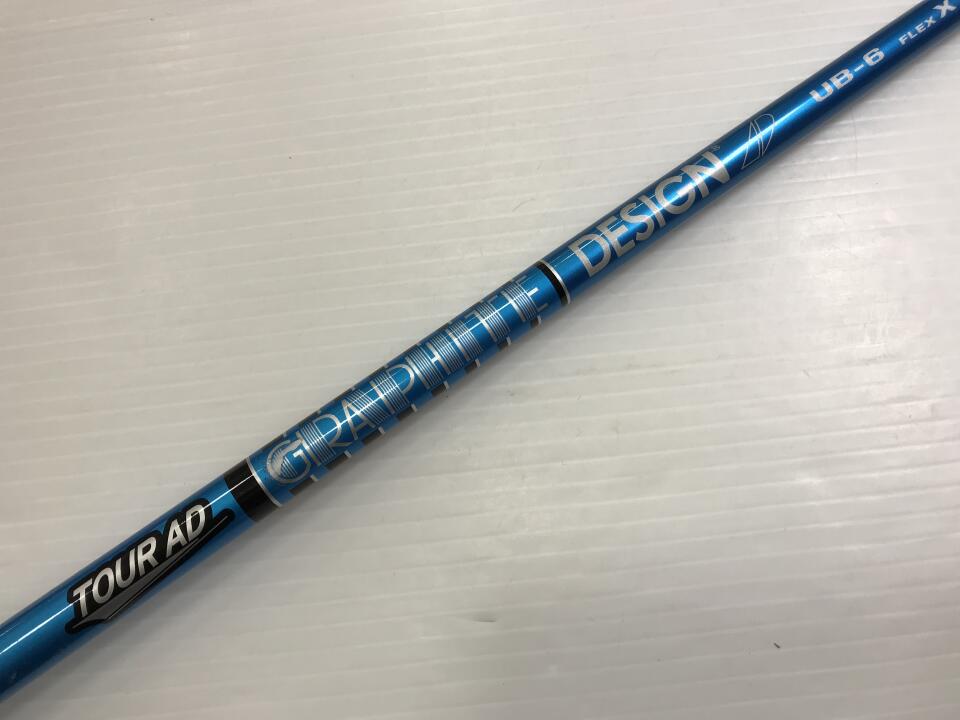 TOUR AD
GRAPHITE
DESIGN®
UB-6 FLEX X